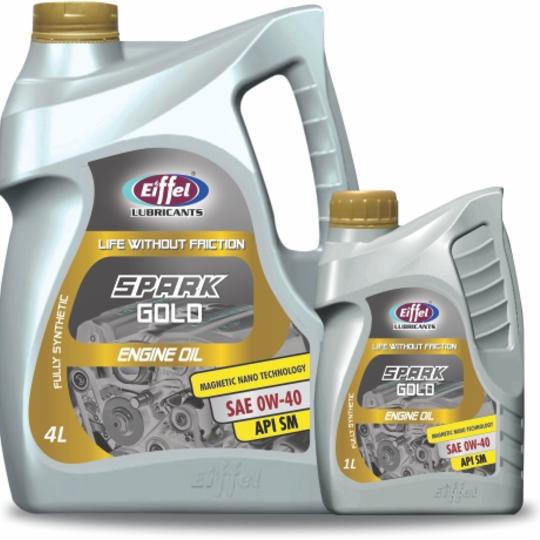 Eiffel
LUBRICANTS
LIFE WITHOUT FRICTION
SPARK
GOLD
ENGINE OIL
FULLY SYNTHETIC
MAGNETIC NANO TECHNOLOGY
SAE 0W-40
API SM
4L
Eiffel
Eiffel
LUBRICANTS
LIFE WITHOUT FRICTION
SPARK
GOLD
ENGINE OIL
FULLY SYNTHETIC
MAGNETIC NANO TECHNOLOGY
SAE 0W-40
API SM
1L
Eiffel